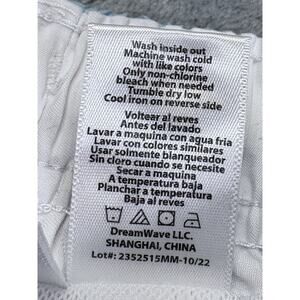 Wash inside out
Machine wash cold
with like colors
Only non-chlorine
bleach when needed
Tumble dry low
Cool iron on reverse side
Voltear al reves
Antes del lavado
Lavar a maquina con agua fria
Lavar con colores similares
Usar solmente blanqueador
Sin cloro cuando se necesite
Secar a maquina
A temperatura baja
Planchar a temperatura
Baja al reves
DreamWave LLC.
SHANGHAI, CHINA
Lot#: 2352515MM-10/22